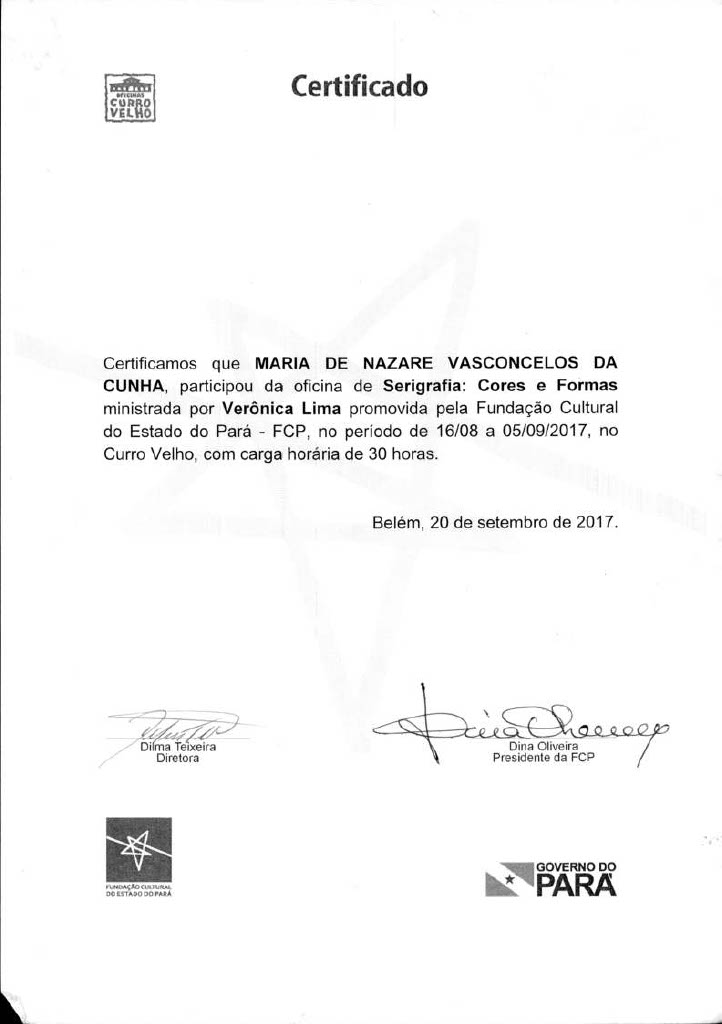 Certificado
OFICINAS
CURRO
VELHO
Certificamos que MARIA DE NAZARE VASCONCELOS DA
CUNHA, participou da oficina de Serigrafia: Cores e Formas
ministrada por Verônica Lima promovida pela Fundação Cultural
do Estado do Pará - FCP, no período de 16/08 a 05/09/2017, no
Curro Velho, com carga horária de 30 horas.
Belém, 20 de setembro de 2017.
Dilma Teixeira
Diretora
Dina Oliveira
Presidente da FCP
FUNDAÇÃO CULTURAL
DO ESTADO DO PARÁ
GOVERNO DO
PARÁ